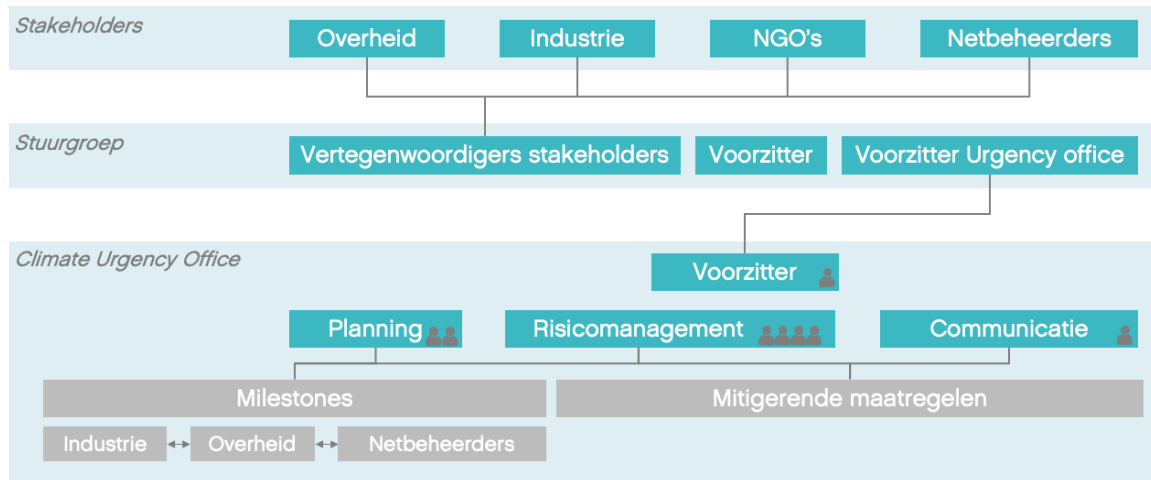 Stakeholders
Overheid
Industrie
NGO's
Netbeheerders
Stuurgroep
Vertegenwoordigers stakeholders
Voorzitter
Voorzitter Urgency office
Climate Urgency Office
Voorzitter
Planning
Risicomanagement
Communicatie
Milestones
Mitigerende maatregelen
Industrie
Overheid
Netbeheerders